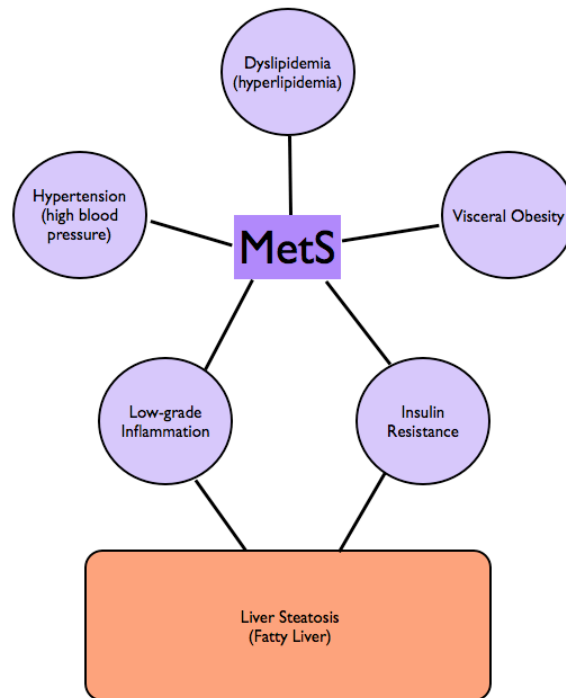 Dyslipidemia
(hyperlipidemia)
Hypertension
(high blood
pressure)
Visceral Obesity
MetS
Low-grade
Inflammation
Insulin
Resistance
Liver Steatosis
(Fatty Liver)